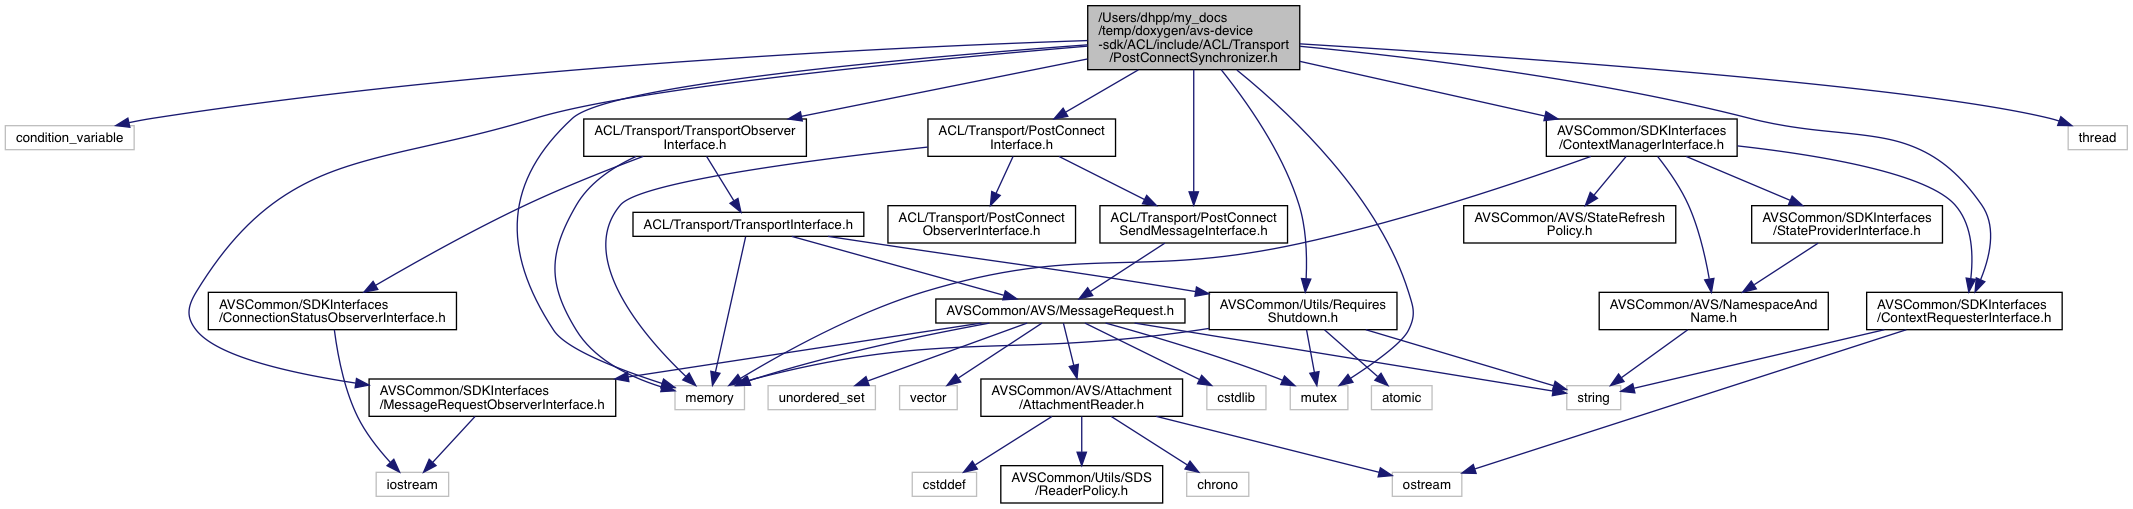 /Users/dhpp/my_docs
/temp/doxygen/avs-device
-sdk/ACL/include/ACL/Transport
/PostConnectSynchronizer.h
condition_variable
ACL/Transport/TransportObserver
Interface.h
ACL/Transport/PostConnect
Interface.h
AVSCommon/SDKInterfaces
/ContextManagerInterface.h
thread
ACL/Transport/TransportInterface.h
ACL/Transport/PostConnect
ObserverInterface.h
ACL/Transport/PostConnect
SendMessageInterface.h
AVSCommon/AVS/StateRefresh
Policy.h
AVSCommon/SDKInterfaces
/StateProviderInterface.h
AVSCommon/SDKInterfaces
/ConnectionStatusObserverInterface.h
AVSCommon/AVS/MessageRequest.h
AVSCommon/Utils/Requires
Shutdown.h
AVSCommon/AVS/NamespaceAnd
Name.h
AVSCommon/SDKInterfaces
/ContextRequesterInterface.h
AVSCommon/SDKInterfaces
/MessageRequestObserverInterface.h
memory
unordered_set
vector
AVSCommon/AVS/Attachment
/AttachmentReader.h
cstdlib
mutex
atomic
string
iostream
cstddef
AVSCommon/Utils/SDS
/ReaderPolicy.h
chrono
ostream